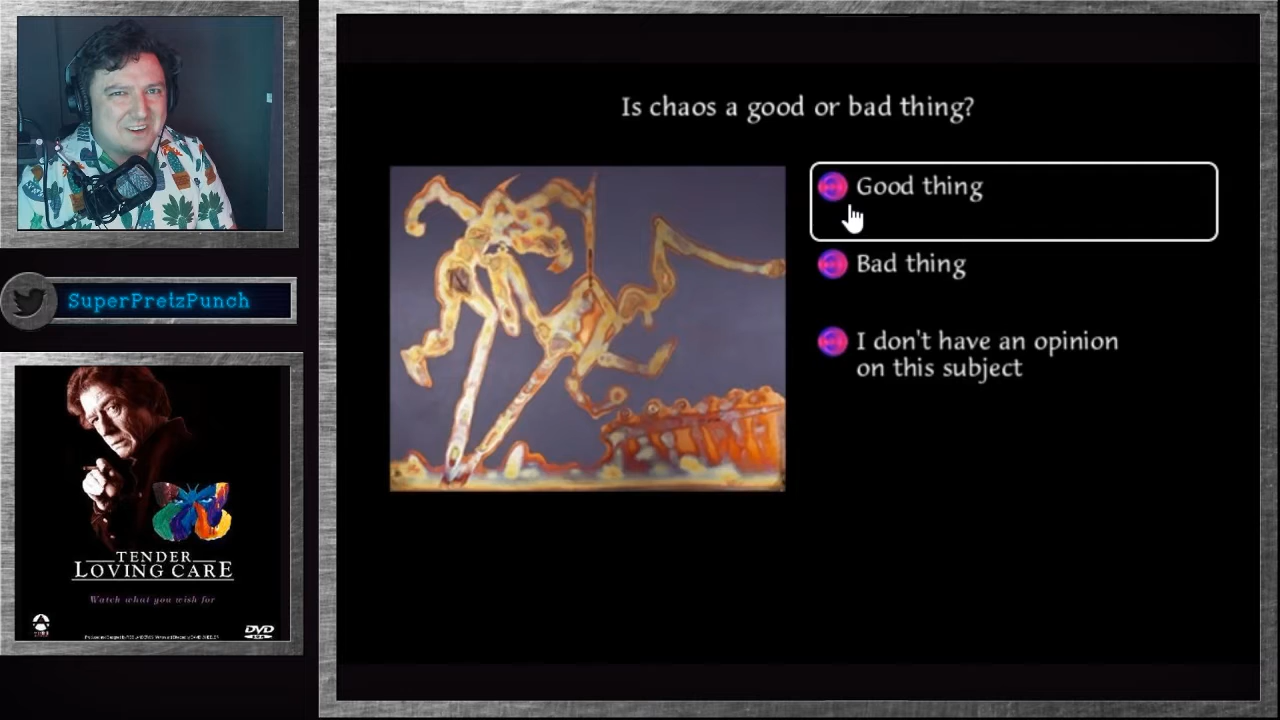 Is chaos a good or bad thing?
Good thing
Bad thing
I don't have an opinion
on this subject
SuperPretzPunch
TENDER
LOVING CARE
Watch what you wish for
DVD